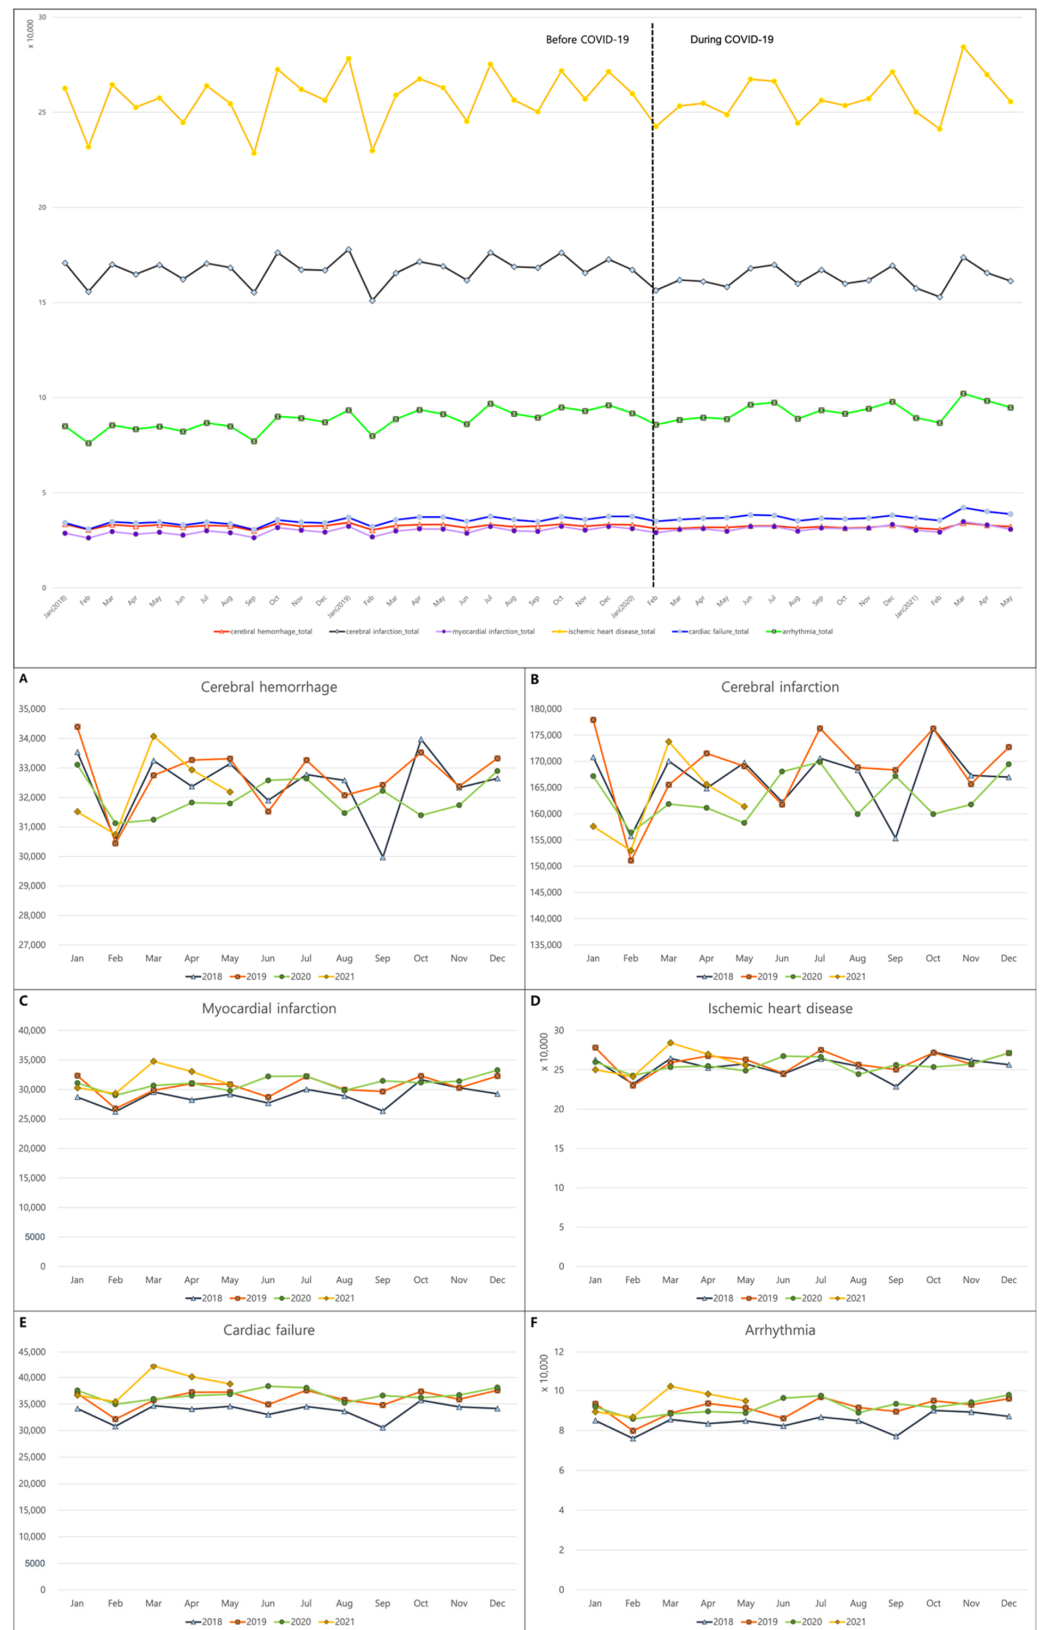 30
x 10,000
Before COVID-19 During COVID-19
25
20
15
10
5
0
Jan(2018) Feb Mar Apr May Jun Jul Aug Sep Oct Nov Dec Jan(2019) Feb Mar Apr May Jun Jul Aug Sep Oct Nov Dec Jan(2020) Feb Mar Apr May Jun Jul Aug Sep Oct Nov Dec Jan(2021) Feb Mar Apr May
cerebral hemorrhage_total cerebral infarction_total myocardial infarction_total ischemic heart disease_total cardiac failure_total arrhythmia_total
A
Cerebral hemorrhage
35,000
34,000
33,000
32,000
31,000
30,000
29,000
28,000
27,000
Jan Feb Mar Apr May Jun Jul Aug Sep Oct Nov Dec
2018 2019 2020 2021
B
Cerebral infarction
180,000
175,000
170,000
165,000
160,000
155,000
150,000
145,000
140,000
135,000
Jan Feb Mar Apr May Jun Jul Aug Sep Oct Nov Dec
2018 2019 2020 2021
C
Myocardial infarction
40,000
35,000
30,000
25,000
20,000
15,000
10,000
5000
0
Jan Feb Mar Apr May Jun Jul Aug Sep Oct Nov Dec
2018 2019 2020 2021
D
Ischemic heart disease
x 10,000
30
25
20
15
10
5
0
Jan Feb Mar Apr May Jun Jul Aug Sep Oct Nov Dec
2018 2019 2020 2021
E
Cardiac failure
45,000
40,000
35,000
30,000
25,000
20,000
15,000
10,000
5000
0
Jan Feb Mar Apr May Jun Jul Aug Sep Oct Nov Dec
2018 2019 2020 2021
F
Arrhythmia
x 10,000
12
10
8
6
4
2
0
Jan Feb Mar Apr May Jun Jul Aug Sep Oct Nov Dec
2018 2019 2020 2021